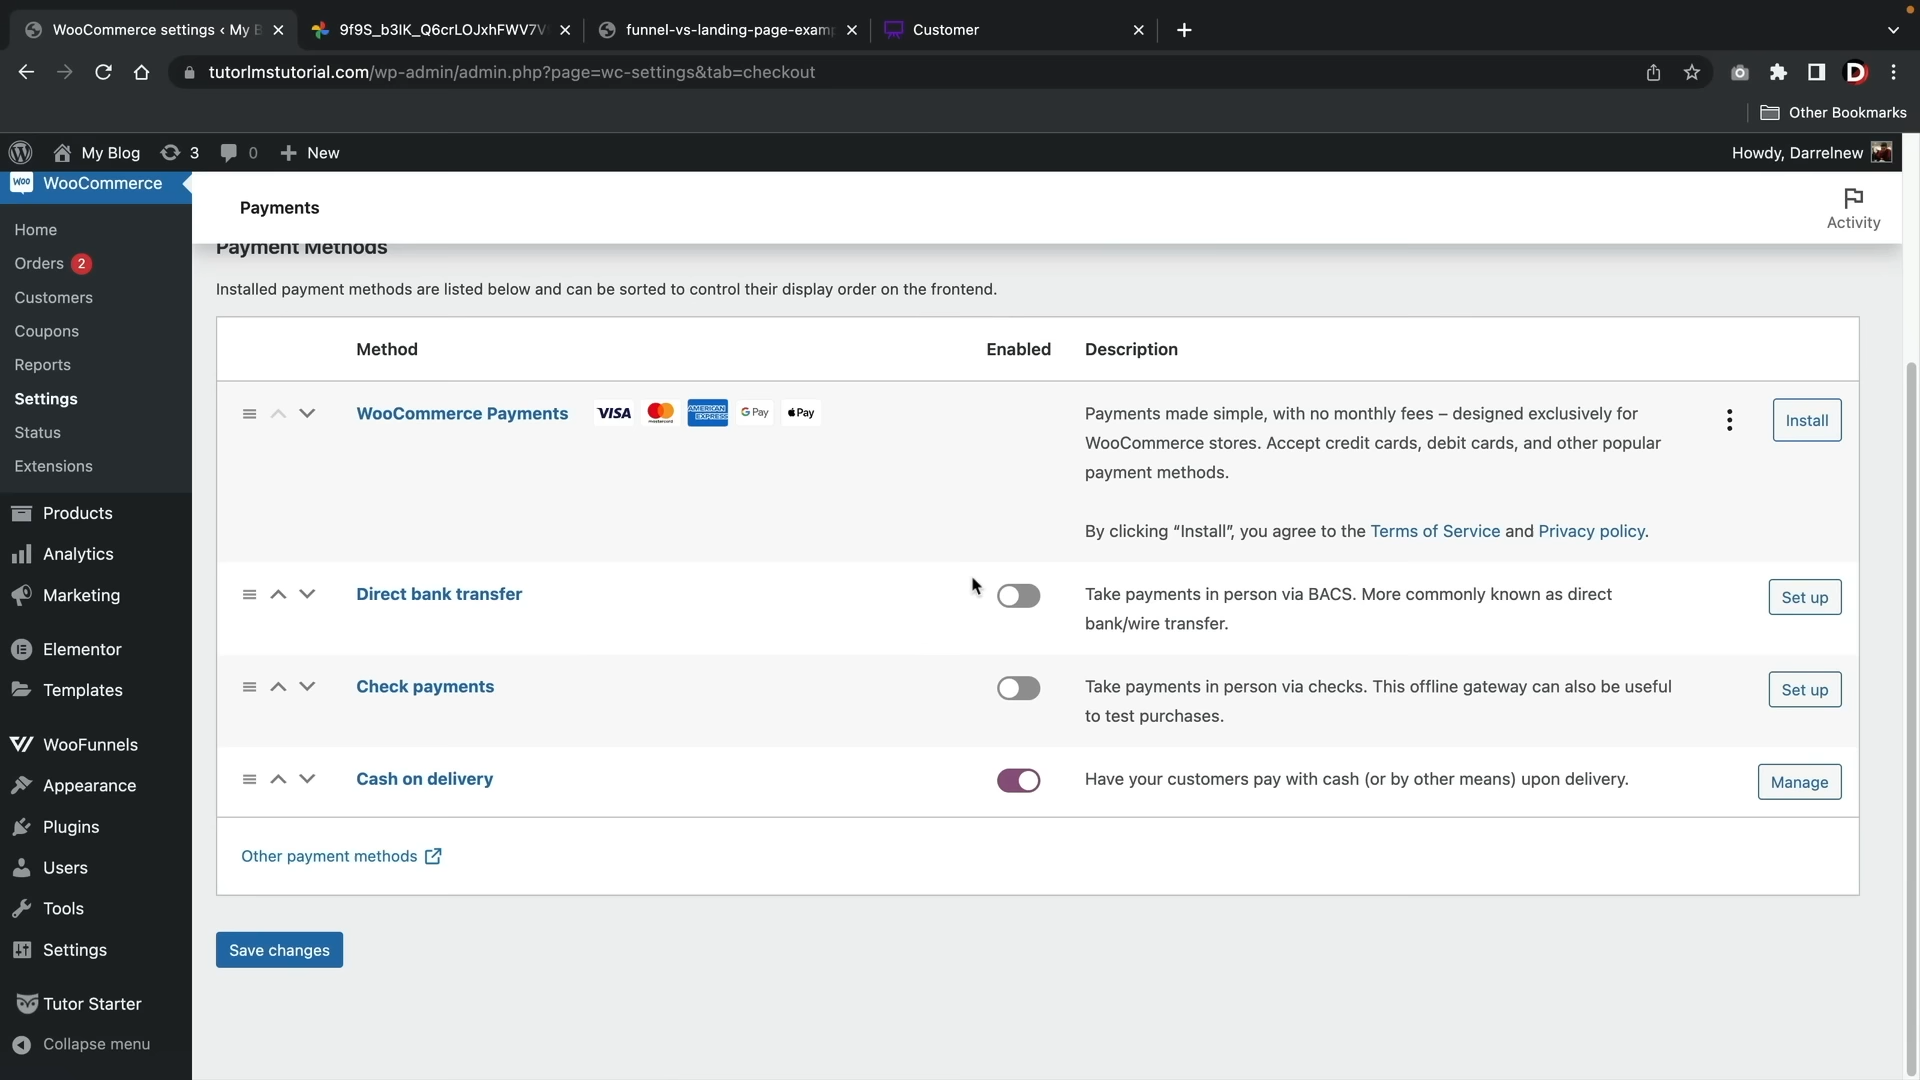 WooCommerce settings ‹ My B
9f9S_b3lK_Q6crLOJxhFWV7V
funnel-vs-landing-page-exam
Customer
tutorlmstutorial.com/wp-admin/admin.php?page=wc-settings&tab=checkout
Other Bookmarks
My Blog
3
0
New
Howdy, Darrelnew
WooCommerce
Home
Orders 2
Customers
Coupons
Reports
Settings
Status
Extensions
Products
Analytics
Marketing
Elementor
Templates
WooFunnels
Appearance
Plugins
Users
Tools
Settings
Tutor Starter
Collapse menu
Payments
Activity
Payment Methods
Installed payment methods are listed below and can be sorted to control their display order on the frontend.
Method Enabled Description
WooCommerce Payments VISA mastercard AMERICAN EXPRESS G Pay Pay
Payments made simple, with no monthly fees – designed exclusively for
WooCommerce stores. Accept credit cards, debit cards, and other popular
payment methods.
By clicking “Install”, you agree to the Terms of Service and Privacy policy.
Install
Direct bank transfer
Take payments in person via BACS. More commonly known as direct
bank/wire transfer.
Set up
Check payments
Take payments in person via checks. This offline gateway can also be useful
to test purchases.
Set up
Cash on delivery
Have your customers pay with cash (or by other means) upon delivery.
Manage
Other payment methods
Save changes